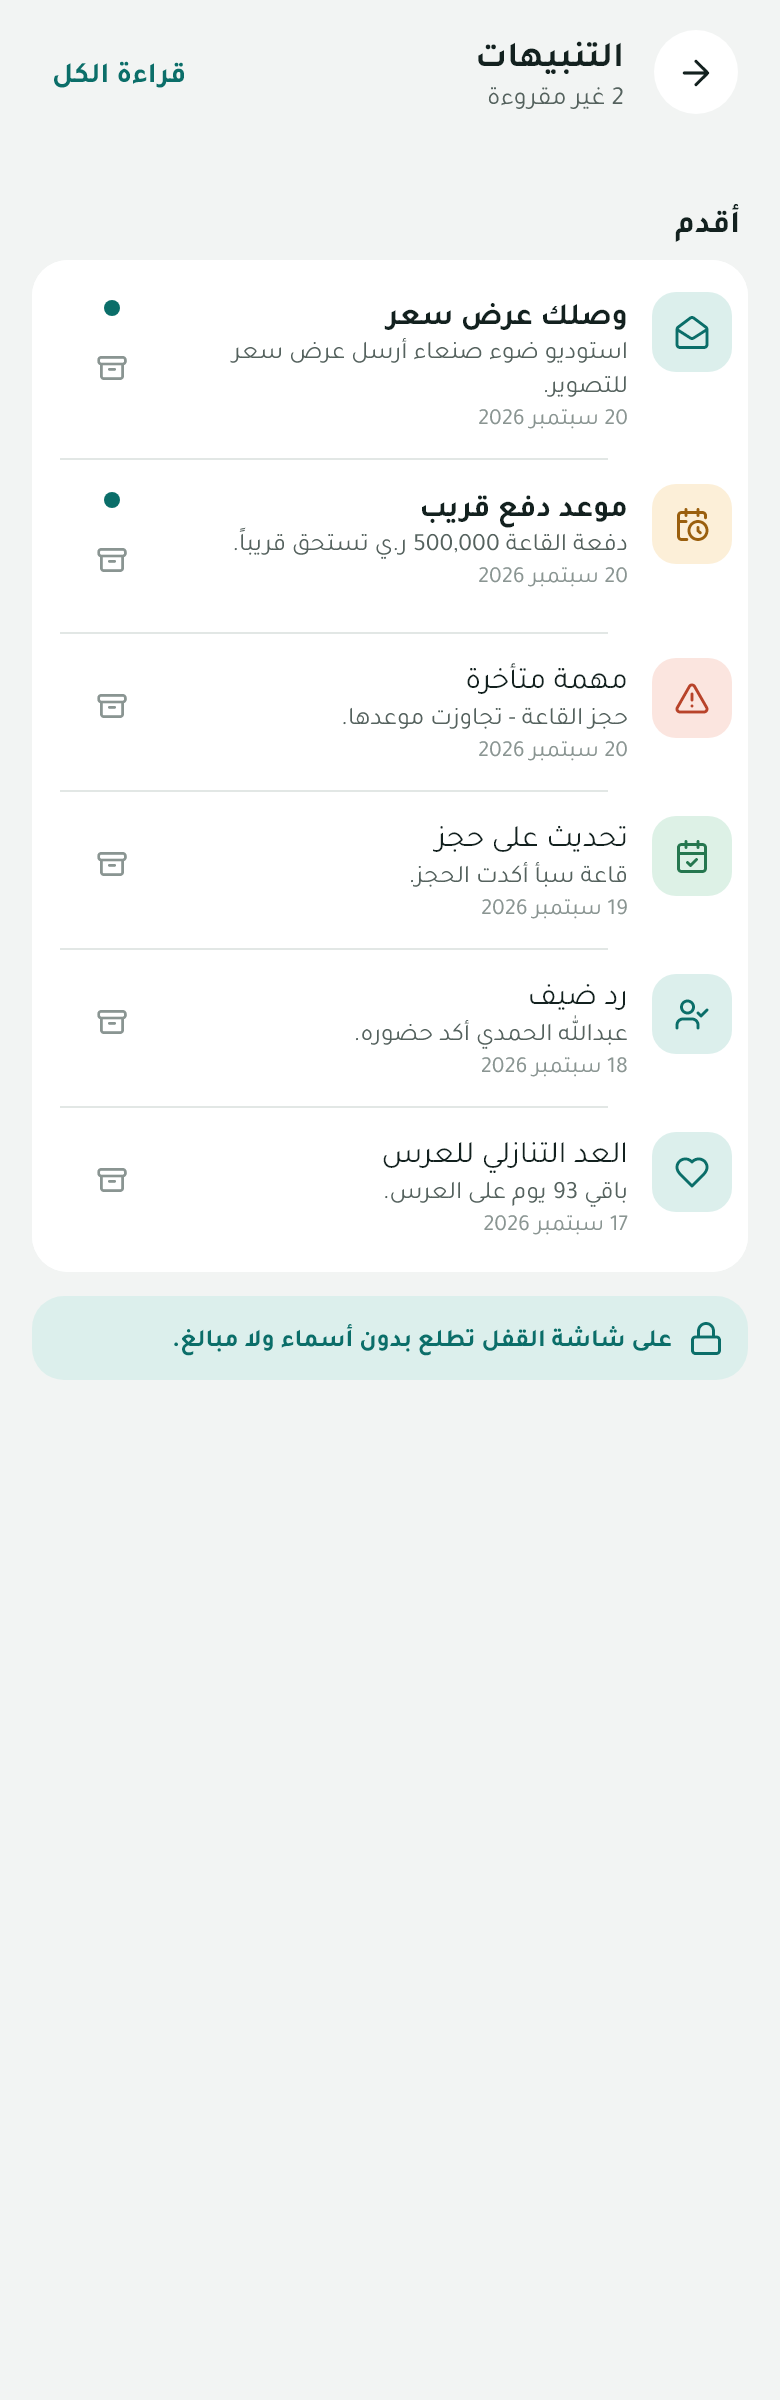 التنبيهات
2 غير مقروءة
قراءة الكل
أقدم
وصلك عرض سعر
استوديو ضوء صنعاء أرسل عرض سعر
للتصوير.
20 سبتمبر 2026
موعد دفع قريب
دفعة القاعة 500,000 ر.ي تستحق قريباً.
20 سبتمبر 2026
مهمة متأخرة
حجز القاعة - تجاوزت موعدها.
20 سبتمبر 2026
تحديث على حجز
قاعة سبأ أكدت الحجز.
19 سبتمبر 2026
رد ضيف
عبدالله الحمدي أكد حضوره.
18 سبتمبر 2026
العد التنازلي للعرس
باقي 93 يوم على العرس.
17 سبتمبر 2026
على شاشة القفل تطلع بدون أسماء ولا مبالغ.